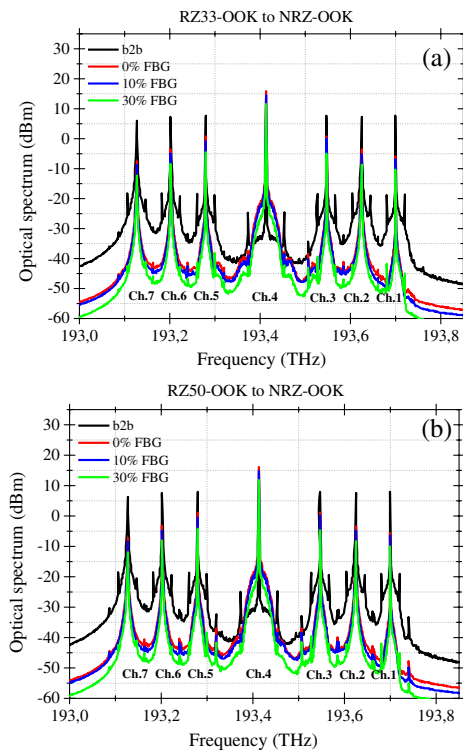 RZ33-OOK to NRZ-OOK
(a)
b2b
0% FBG
10% FBG
30% FBG
Optical spectrum (dBm)
30
20
10
0
-10
-20
-30
-40
-50
-60
Ch.7 Ch.6 Ch.5 Ch.4 Ch.3 Ch.2 Ch.1
193,0 193,2 193,4 193,6 193,8
Frequency (THz)
RZ50-OOK to NRZ-OOK
(b)
b2b
0% FBG
10% FBG
30% FBG
Optical spectrum (dBm)
30
20
10
0
-10
-20
-30
-40
-50
-60
Ch.7 Ch.6 Ch.5 Ch.4 Ch.3 Ch.2 Ch.1
193,0 193,2 193,4 193,6 193,8
Frequency (THz)